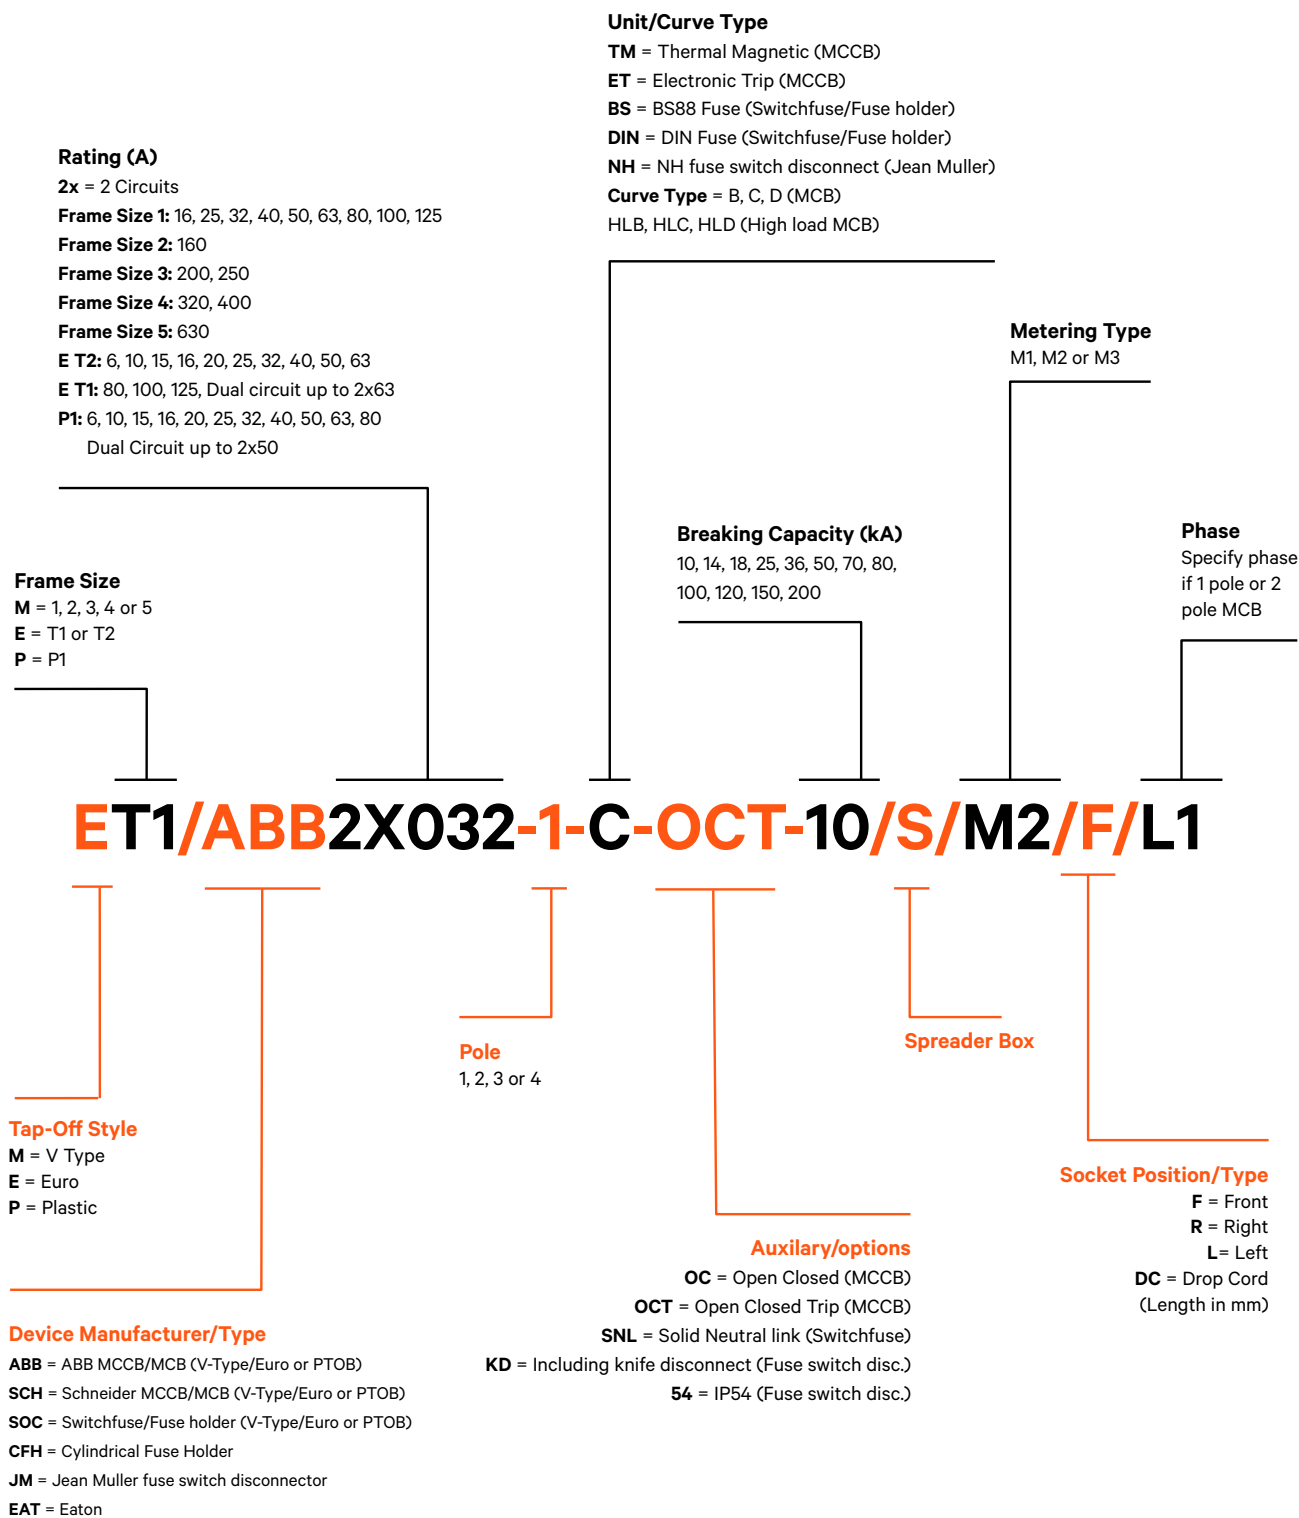 Unit/Curve Type
TM = Thermal Magnetic (MCCB)
ET = Electronic Trip (MCCB)
BS = BS88 Fuse (Switchfuse/Fuse holder)
DIN = DIN Fuse (Switchfuse/Fuse holder)
NH = NH fuse switch disconnect (Jean Muller)
Curve Type = B, C, D (MCB)
HLB, HLC, HLD (High load MCB)
Rating (A)
2x = 2 Circuits
Frame Size 1: 16, 25, 32, 40, 50, 63, 80, 100, 125
Frame Size 2: 160
Frame Size 3: 200, 250
Frame Size 4: 320, 400
Frame Size 5: 630
E T2: 6, 10, 15, 16, 20, 25, 32, 40, 50, 63
E T1: 80, 100, 125, Dual circuit up to 2x63
P1: 6, 10, 15, 16, 20, 25, 32, 40, 50, 63, 80
Dual Circuit up to 2x50
Metering Type
M1, M2 or M3
Breaking Capacity (kA)
10, 14, 18, 25, 36, 50, 70, 80,
100, 120, 150, 200
Phase
Specify phase
if 1 pole or 2
pole MCB
Frame Size
M = 1, 2, 3, 4 or 5
E = T1 or T2
P = P1
ET1/ABB2X032-1-C-OCT-10/S/M2/F/L1
Tap-Off Style
M = V Type
E = Euro
P = Plastic
Device Manufacturer/Type
ABB = ABB MCCB/MCB (V-Type/Euro or PTOB)
SCH = Schneider MCCB/MCB (V-Type/Euro or PTOB)
SOC = Switchfuse/Fuse holder (V-Type/Euro or PTOB)
CFH = Cylindrical Fuse Holder
JM = Jean Muller fuse switch disconnector
EAT = Eaton
Pole
1, 2, 3 or 4
Auxilary/options
OC = Open Closed (MCCB)
OCT = Open Closed Trip (MCCB)
SNL = Solid Neutral link (Switchfuse)
KD = Including knife disconnect (Fuse switch disc.)
54 = IP54 (Fuse switch disc.)
Spreader Box
Socket Position/Type
F = Front
R = Right
L= Left
DC = Drop Cord
(Length in mm)